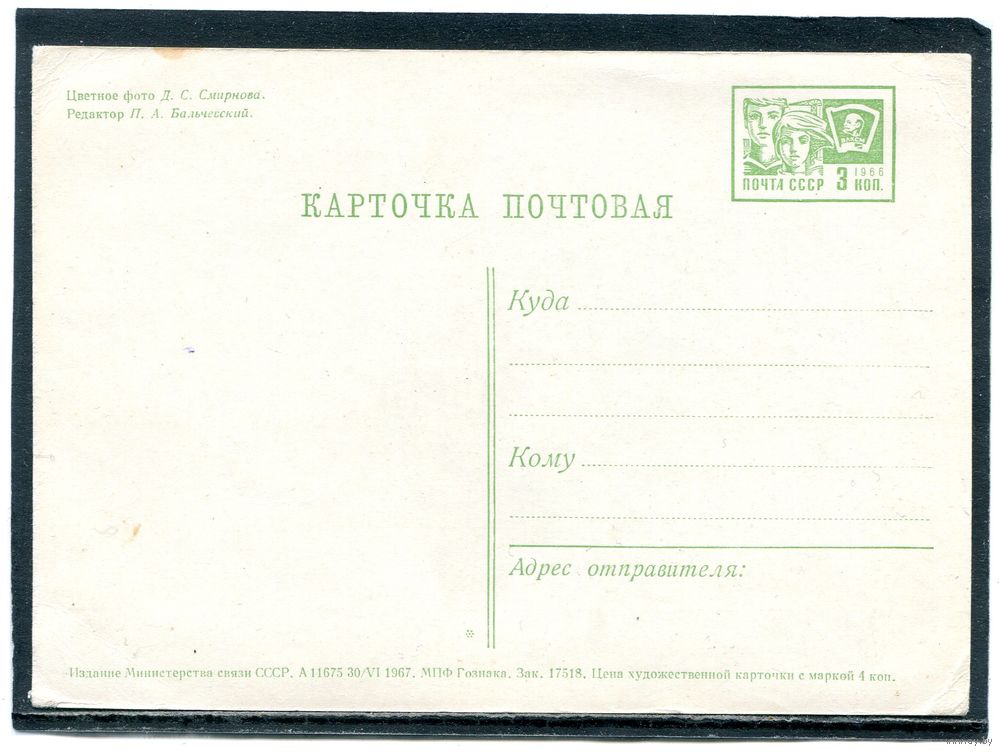 Цветное фото Д. С. Смирнова.
Редактор П. А. Бальчевский.
ВЛКСМ
1966
ПОЧТА СССР 3 КОП.
КАРТОЧКА ПОЧТОВАЯ
Куда
Кому
Адрес отправителя:
Издание Министерства связи СССР. А 11675 30/VI 1967. МПФ Гознака. Зак. 17518. Цена художественной карточки с маркой 4 коп.